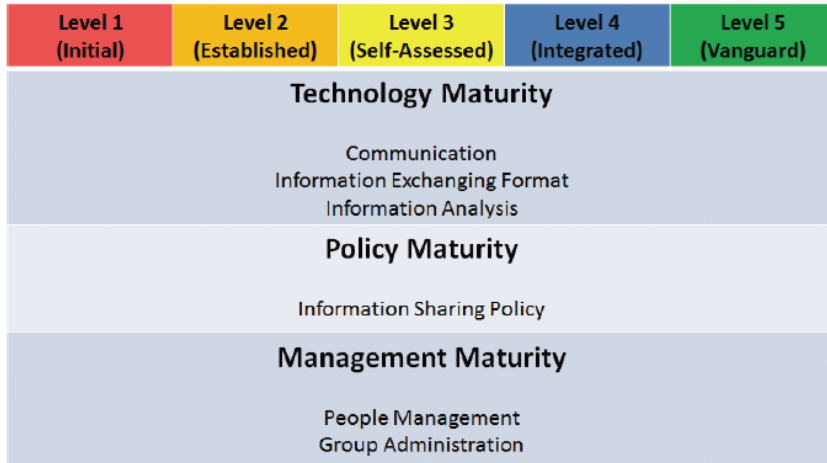 Level 1 Level 2 Level 3 Level 4 Level 5
(Initial) (Established) (Self-Assessed) (Integrated) (Vanguard)
Technology Maturity
Communication
Information Exchanging Format
Information Analysis
Policy Maturity
Information Sharing Policy
Management Maturity
People Management
Group Administration